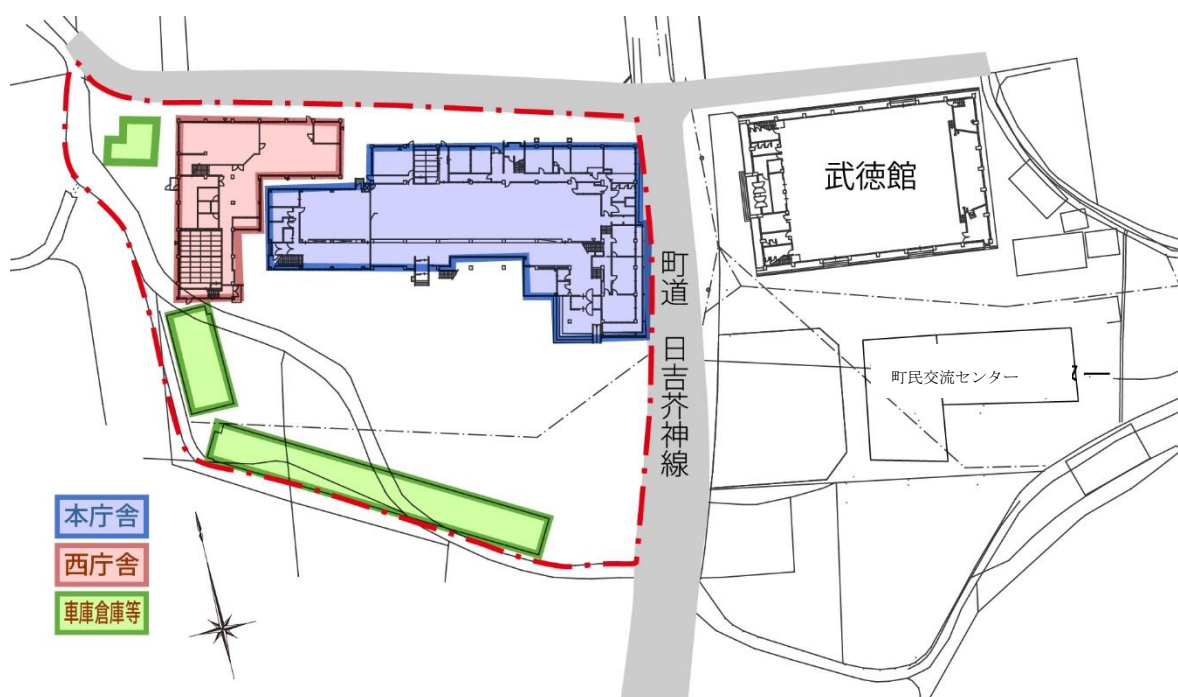 武徳館
町道 日吉芥神線
町民交流センター
本庁舎
西庁舎
車庫倉庫等